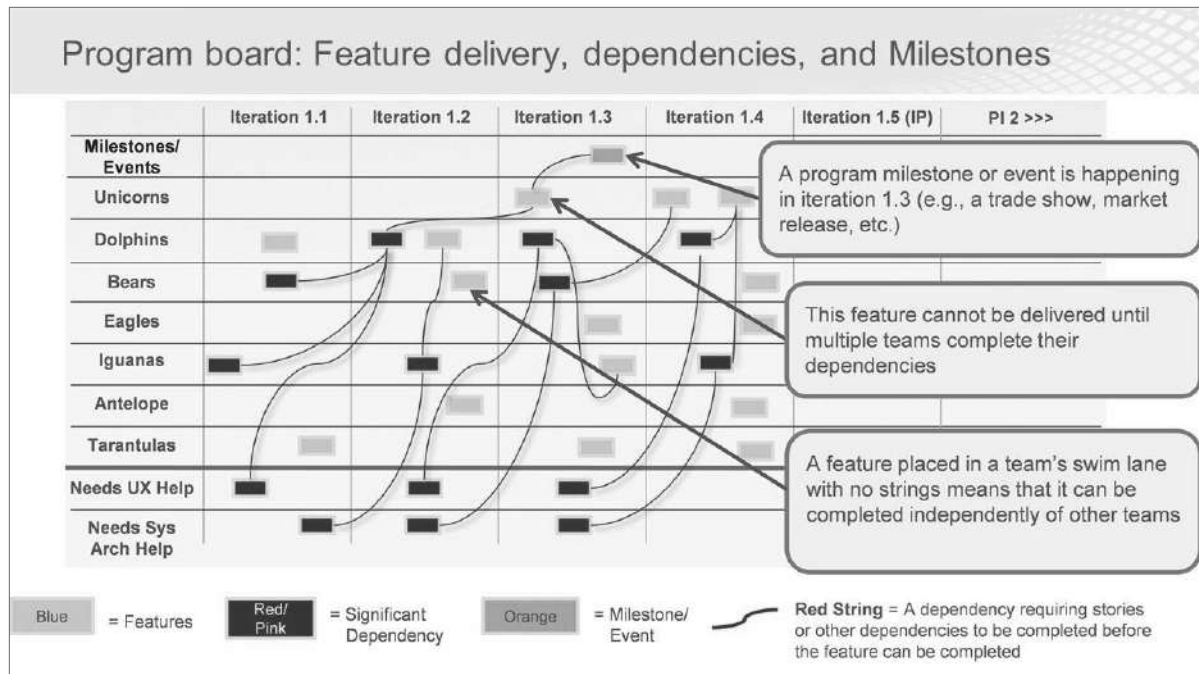 Program board: Feature delivery, dependencies, and Milestones
Iteration 1.1
Iteration 1.2
Iteration 1.3
Iteration 1.4
Iteration 1.5 (IP)
PI 2 >>>
Milestones/
Events
Unicorns
Dolphins
Bears
Eagles
Iguanas
Antelope
Tarantulas
Needs UX Help
Needs Sys
Arch Help
A program milestone or event is happening
in iteration 1.3 (e.g., a trade show, market
release, etc.)
This feature cannot be delivered until
multiple teams complete their
dependencies
A feature placed in a team's swim lane
with no strings means that it can be
completed independently of other teams
Blue
= Features
Red/
Pink
= Significant
Dependency
Orange
= Milestone/
Event
Red String = A dependency requiring stories
or other dependencies to be completed before
the feature can be completed